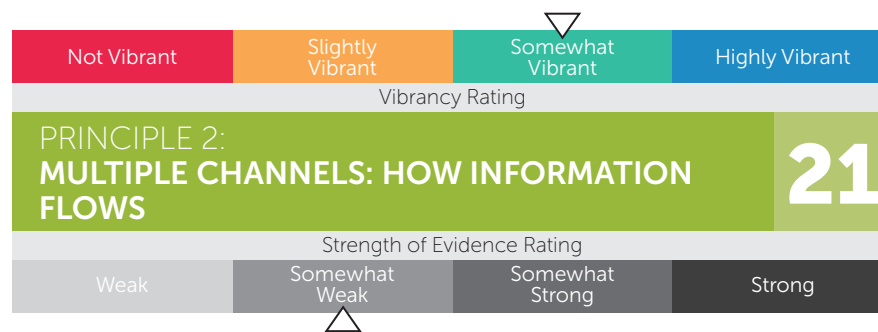 Not Vibrant
Slightly
Vibrant
Somewhat
Vibrant
Highly Vibrant
Vibrancy Rating
PRINCIPLE 2:
MULTIPLE CHANNELS: HOW INFORMATION
FLOWS
21
Strength of Evidence Rating
Weak
Somewhat
Weak
Somewhat
Strong
Strong